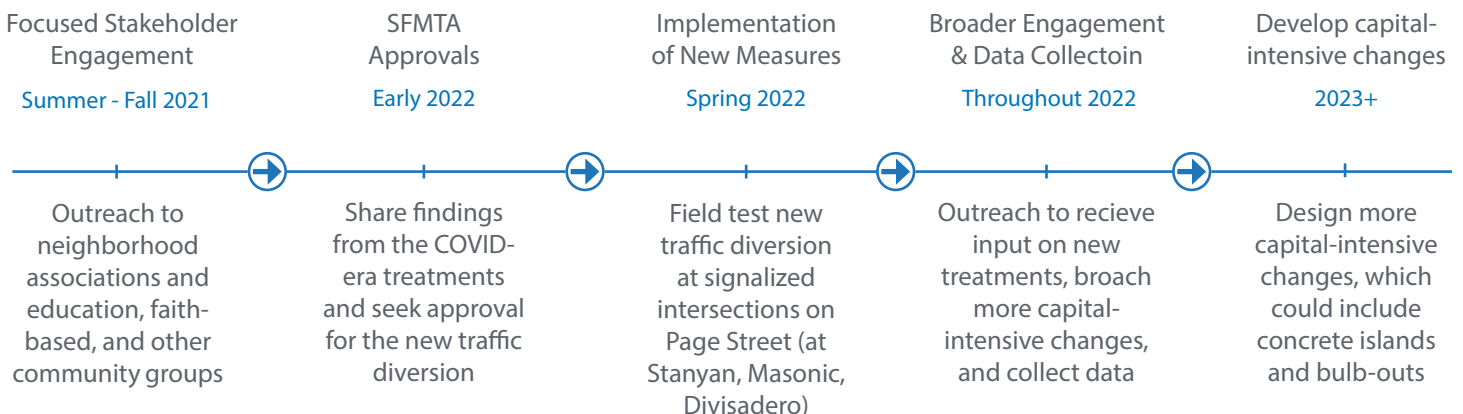 Focused Stakeholder
Engagement
Summer - Fall 2021
Outreach to
neighborhood
associations and
education, faith-
based, and other
community groups
SFMTA
Approvals
Early 2022
Share findings
from the COVID-
era treatments
and seek approval
for the new traffic
diversion
Implementation
of New Measures
Spring 2022
Field test new
traffic diversion
at signalized
intersections on
Page Street (at
Stanyan, Masonic,
Divisadero)
Broader Engagement
& Data Collectoin
Throughout 2022
Outreach to recieve
input on new
treatments, broach
more capital-
intensive changes,
and collect data
Develop capital-
intensive changes
2023+
Design more
capital-intensive
changes, which
could include
concrete islands
and bulb-outs